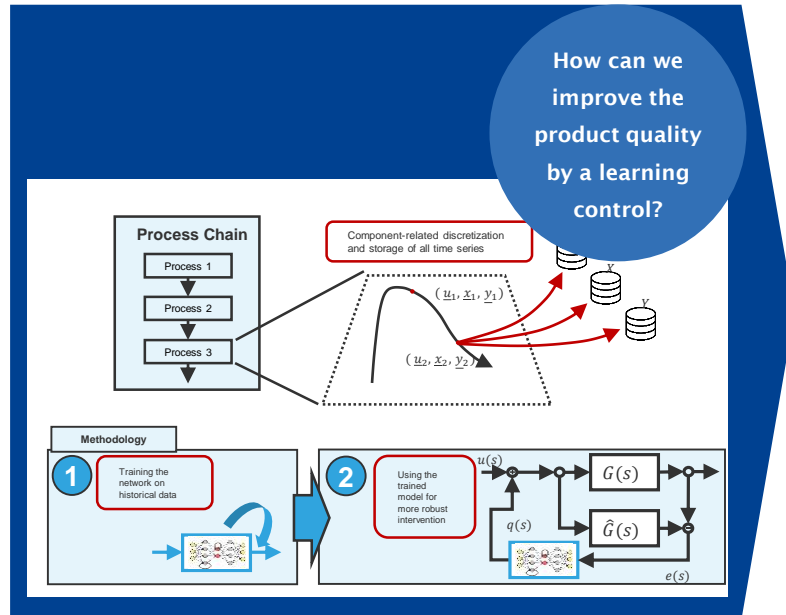 How can we
improve the
product quality
by a learning
control?
Process Chain
Process 1
Process 2
Process 3
Component-related discretization
and storage of all time series
(u₁, x₁, y₁)
(u₂, x₂, y₂)
X
Y
Methodology
1
Training the
network on
historical data
2
Using the
trained
model for
more robust
intervention
u(s)
G(s)
q(s)
Ĝ(s)
e(s)